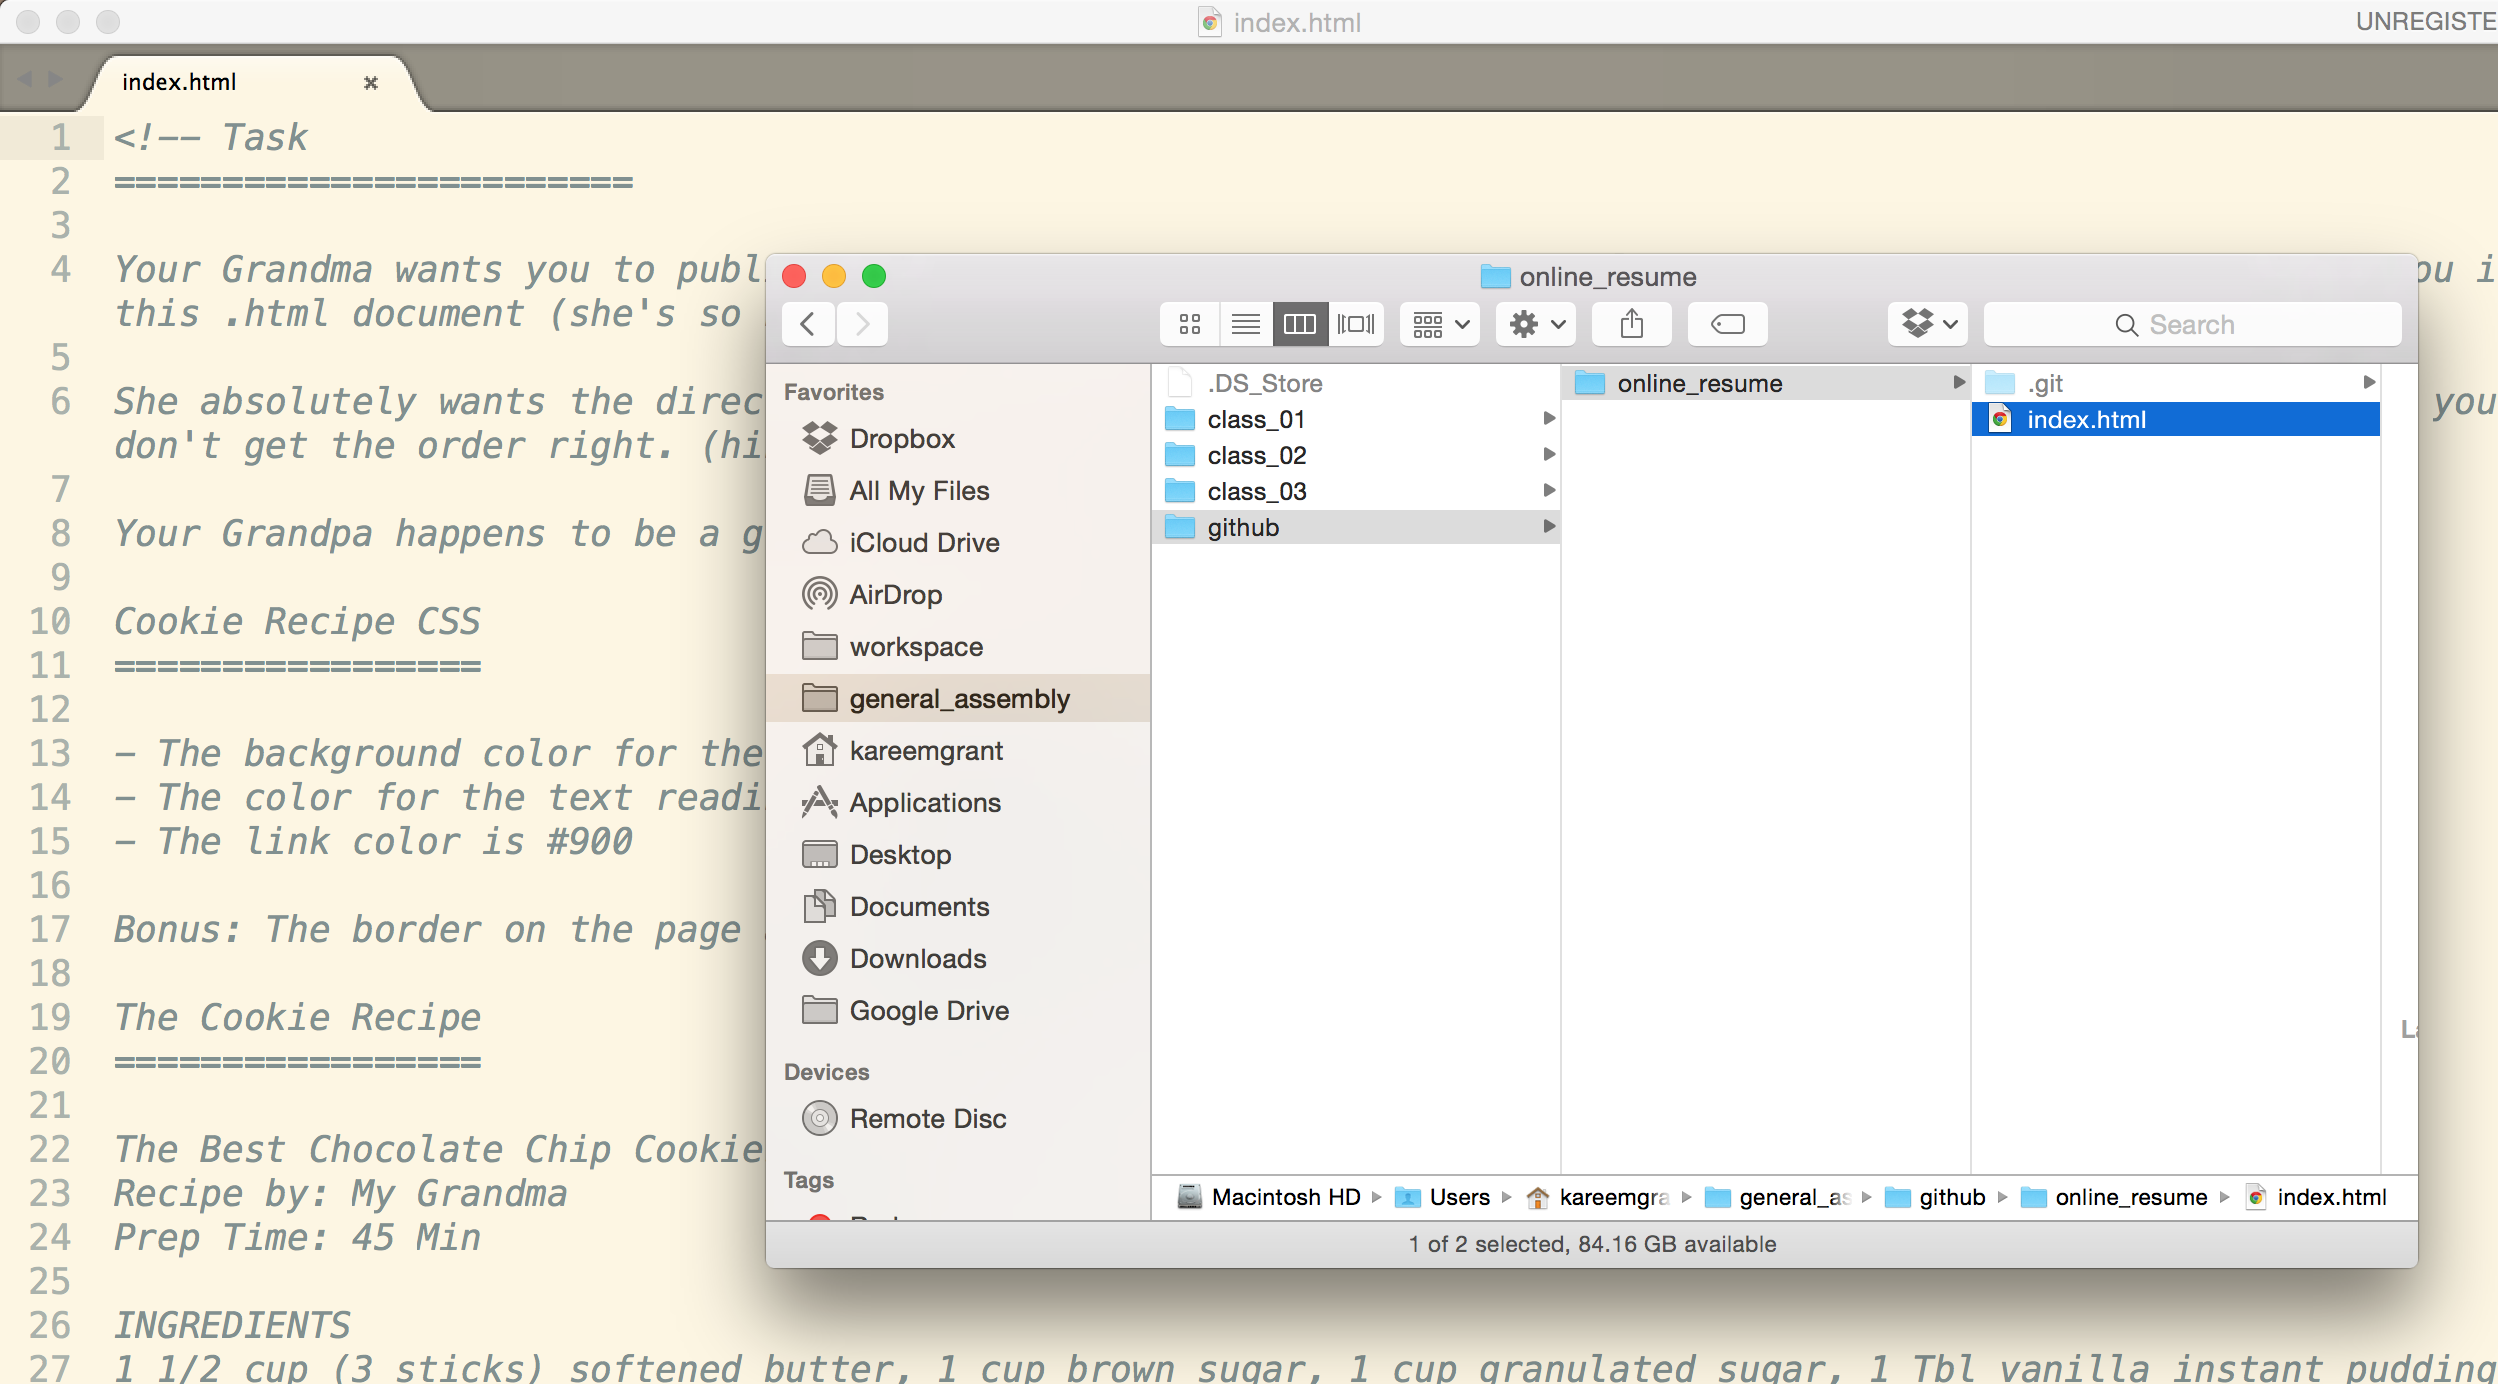 index.html
UNREGISTE
index.html
1 <!-- Task
2 ========================
3
4 Your Grandma wants you to publ
ou i
this .html document (she's so
5
6 She absolutely wants the direc
you
don't get the order right. (hi
7
8 Your Grandpa happens to be a g
9
10 Cookie Recipe CSS
11 =================
12
13 - The background color for the
14 - The color for the text readi
15 - The link color is #900
16
17 Bonus: The border on the page
18
19 The Cookie Recipe
20 =================
21
22 The Best Chocolate Chip Cookie
23 Recipe by: My Grandma
24 Prep Time: 45 Min
25
26 INGREDIENTS
27 1 1/2 cup (3 sticks) softened butter, 1 cup brown sugar, 1 cup granulated sugar, 1 Tbl vanilla instant pudding
online_resume
Search
Favorites
Dropbox
All My Files
iCloud Drive
AirDrop
workspace
general_assembly
kareemgrant
Applications
Desktop
Documents
Downloads
Google Drive
Devices
Remote Disc
Tags
.DS_Store
class_01
class_02
class_03
github
online_resume
.git
index.html
Macintosh HD Users kareemgra general_as github online_resume index.html
1 of 2 selected, 84.16 GB available